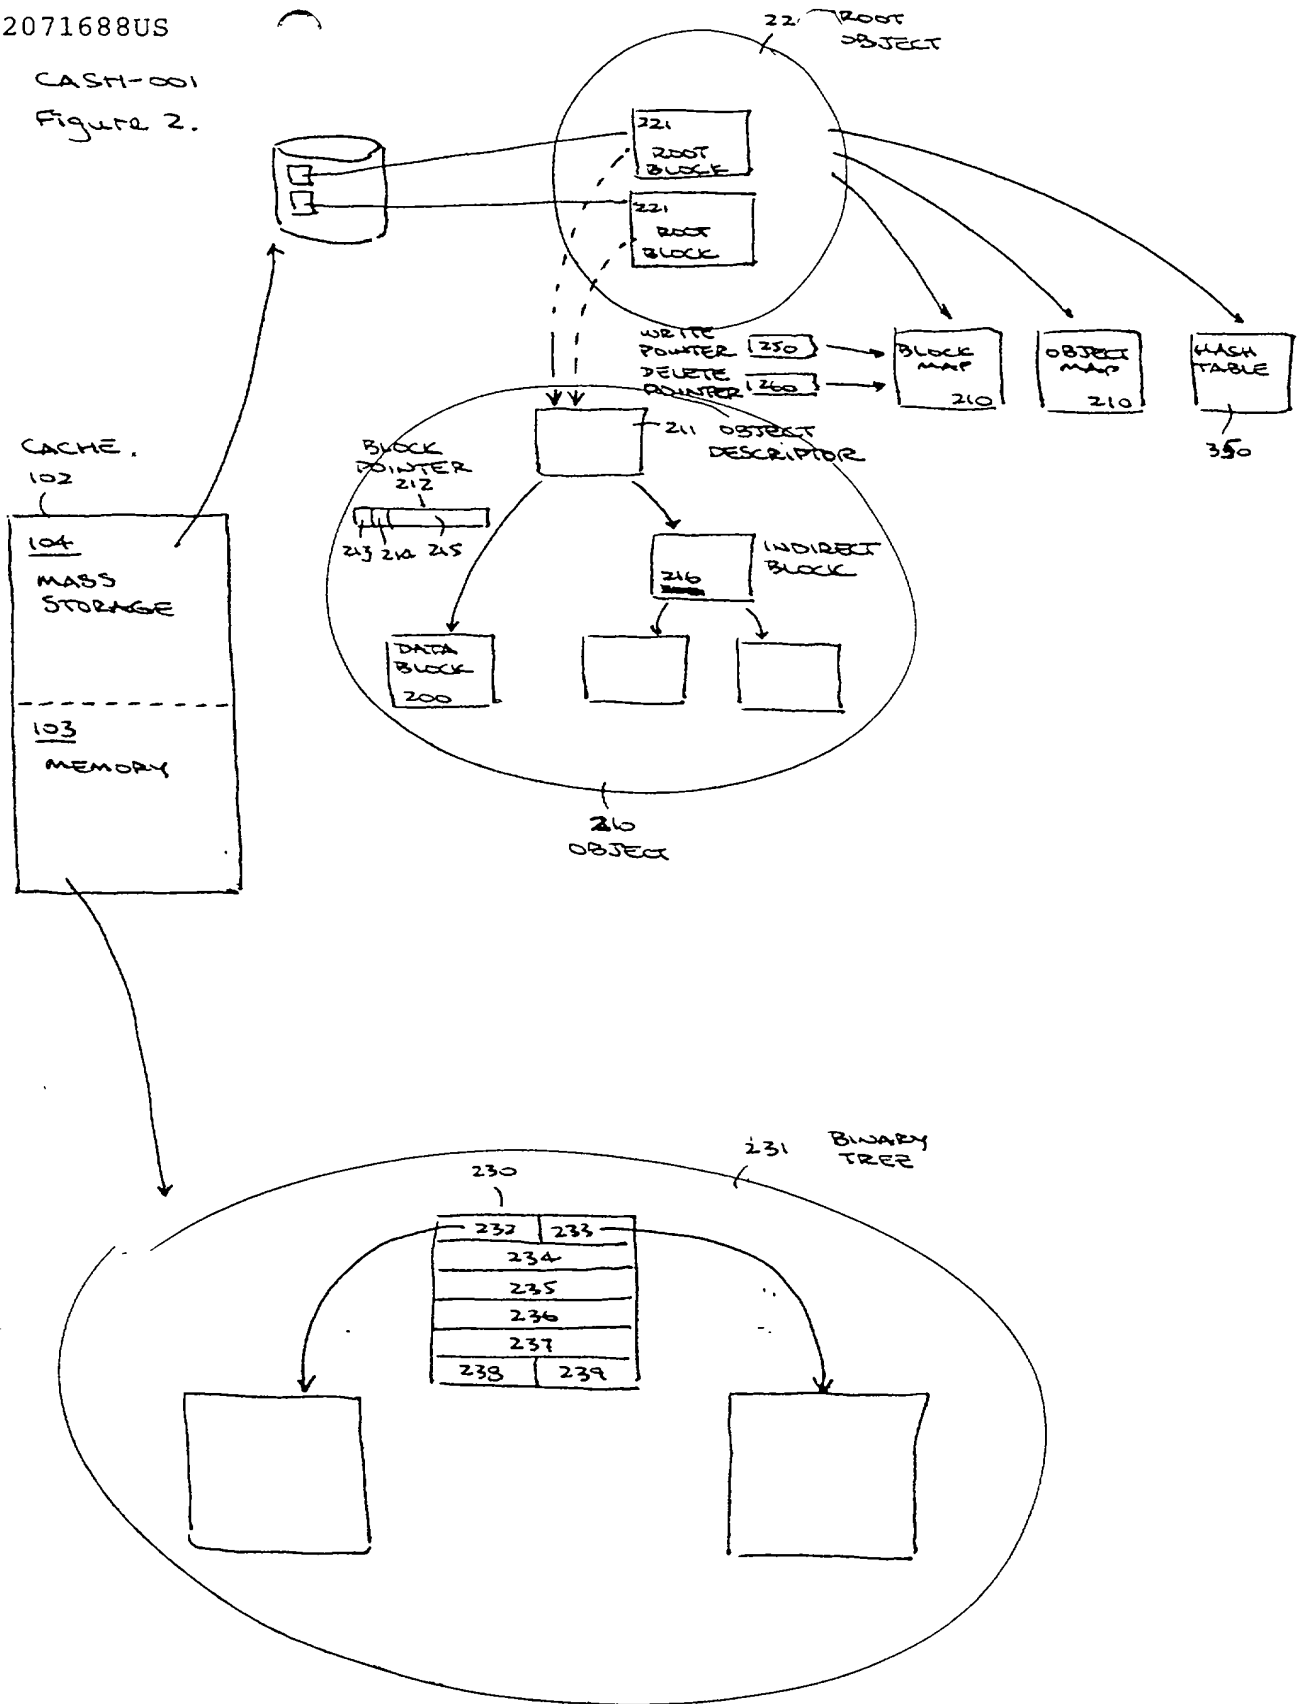 2071688US
CASH-001
Figure 2.
ROOT
OBJECT
221
ROOT
BLOCK
221
ROOT
BLOCK
WRITE
POINTER 250
DELETE
POINTER 260
BLOCK
MAP
210
OBJECT
MAP
210
HASH
TABLE
350
211 OBJECT
DESCRIPTOR
BLOCK
POINTER
212
213 214 215
INDIRECT
BLOCK
216
DATA
BLOCK
200
210
OBJECT
CACHE.
102
104
MASS
STORAGE
103
MEMORY
231 BINARY
TREE
230
232 233
234
235
236
237
238 239